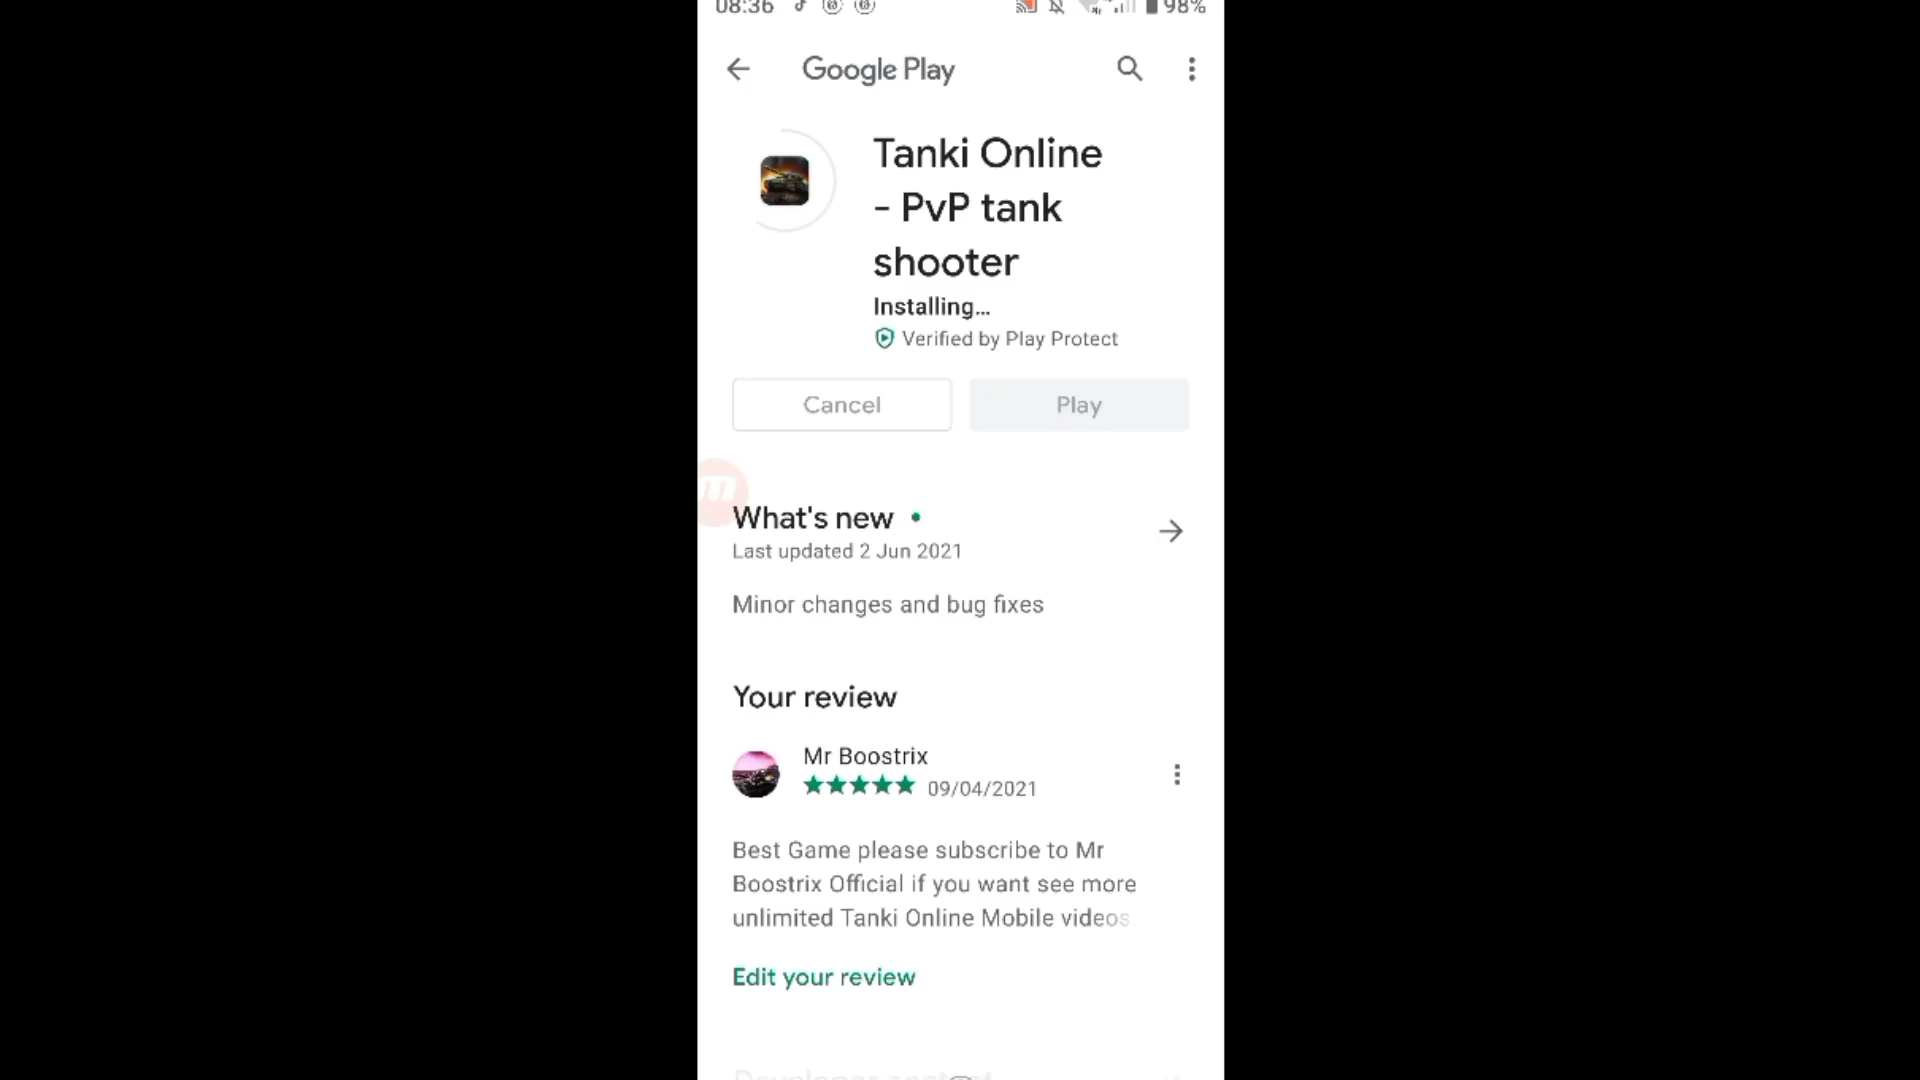 08:36 98%
Google Play
Tanki Online
- PvP tank
shooter
Installing...
Verified by Play Protect
Cancel Play
m
What's new
Last updated 2 Jun 2021
Minor changes and bug fixes
Your review
Mr Boostrix
09/04/2021
Best Game please subscribe to Mr
Boostrix Official if you want see more
unlimited Tanki Online Mobile videos
Edit your review